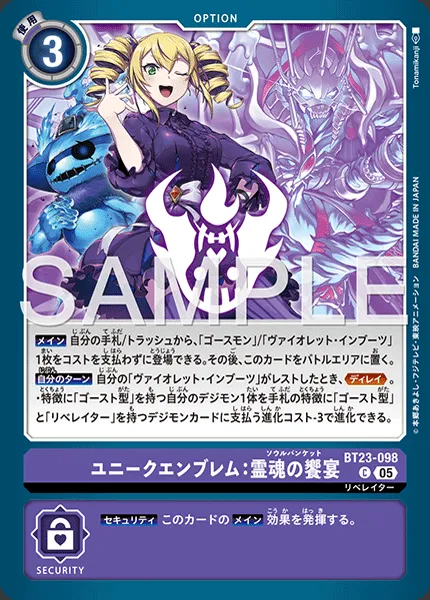 OPTION
使用
3
Tonamikanji
SAMPLE
メイン 自分の手札/トラッシュから、「ゴースモン」/「ヴァイオレット・インブーツ」
1枚をコストを支払わずに登場できる。その後、このカードをバトルエリアに置く。
自分のターン 自分の「ヴァイオレット・インブーツ」がレストしたとき、ディレイ。
・特徴に「ゴースト型」を持つ自分のデジモン1体を手札の特徴に「ゴースト型」
と「リベレイター」を持つデジモンカードに支払う進化コスト-3で進化できる。
©本郷あきよし・フジテレビ・東映アニメーション BANDAI MADE IN JAPAN
ソウルバンケット
ユニークエンブレム:霊魂の饗宴
BT23-098
C 05
リベレイター
セキュリティ このカードの メイン 効果を発揮する。
SECURITY